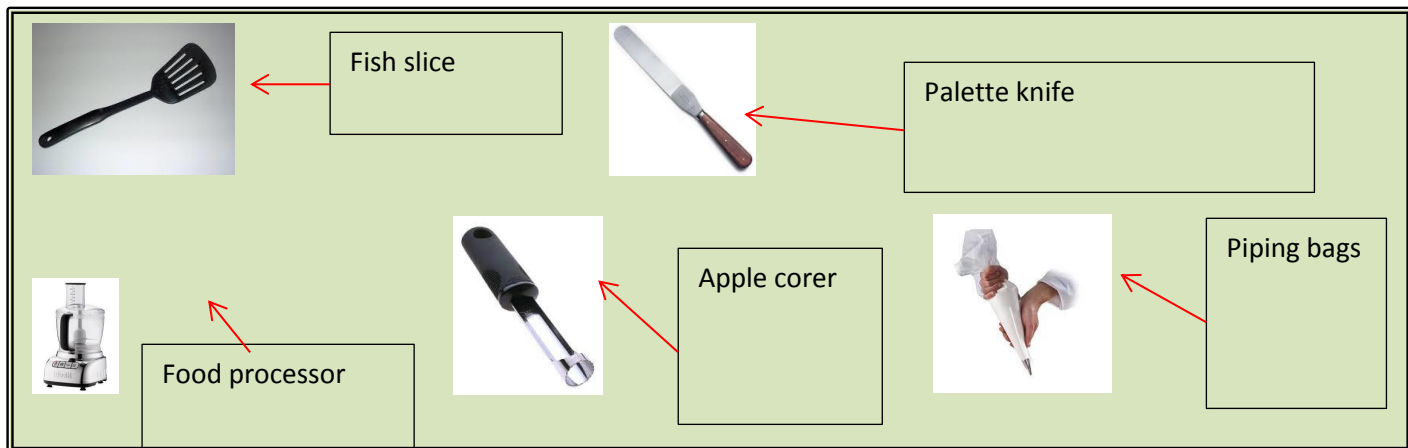 Fish slice
Palette knife
Apple corer
Piping bags
Food processor